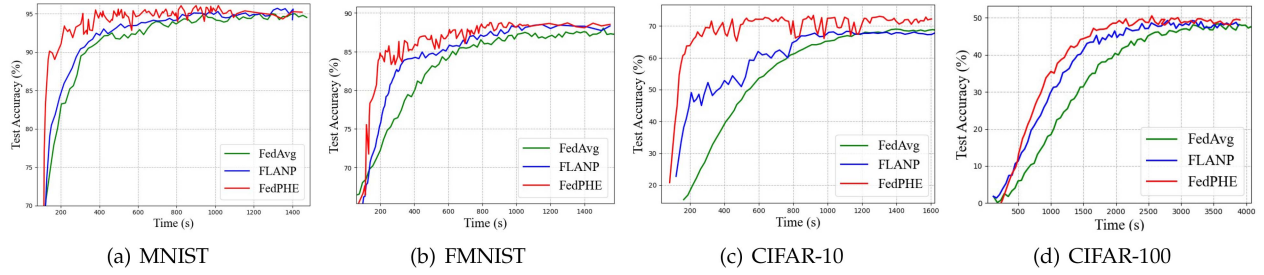 95
90
85
80
75
70
Test Accuracy (%)
200 400 600 800 1000 1200 1400
Time (s)
FedAvg
FLANP
FedPHE
(a) MNIST
90
85
80
75
70
Test Accuracy (%)
200 400 600 800 1000 1200 1400
Time (s)
FedAvg
FLANP
FedPHE
(b) FMNIST
70
60
50
40
30
20
Test Accuracy (%)
200 400 600 800 1000 1200 1400 1600
Time (s)
FedAvg
FLANP
FedPHE
(c) CIFAR-10
50
40
30
20
10
0
Test Accuracy (%)
500 1000 1500 2000 2500 3000 3500 4000
Time (s)
FedAvg
FLANP
FedPHE
(d) CIFAR-100